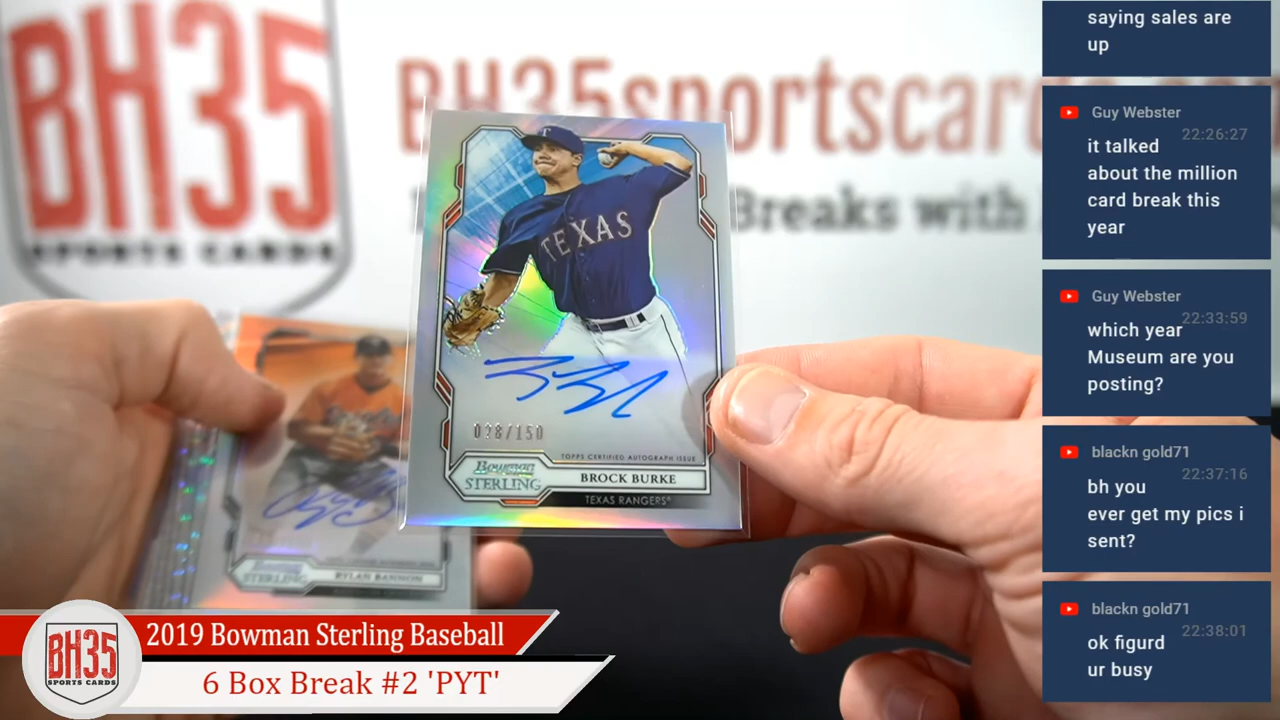 BH35
SPORTS CARDS
BH35sportscards
Breaks with
TEXAS
028/150
TOPPS CERTIFIED AUTOGRAPH ISSUE
Bowman
STERLING
BROCK BURKE
TEXAS RANGERS®
STERLING
RYLAN BANNON
BH35
SPORTS CARDS
2019 Bowman Sterling Baseball
6 Box Break #2 'PYT'
saying sales are
up
Guy Webster
22:26:27
it talked
about the million
card break this
year
Guy Webster
22:33:59
which year
Museum are you
posting?
blackn gold71
22:37:16
bh you
ever get my pics i
sent?
blackn gold71
22:38:01
ok figurd
ur busy